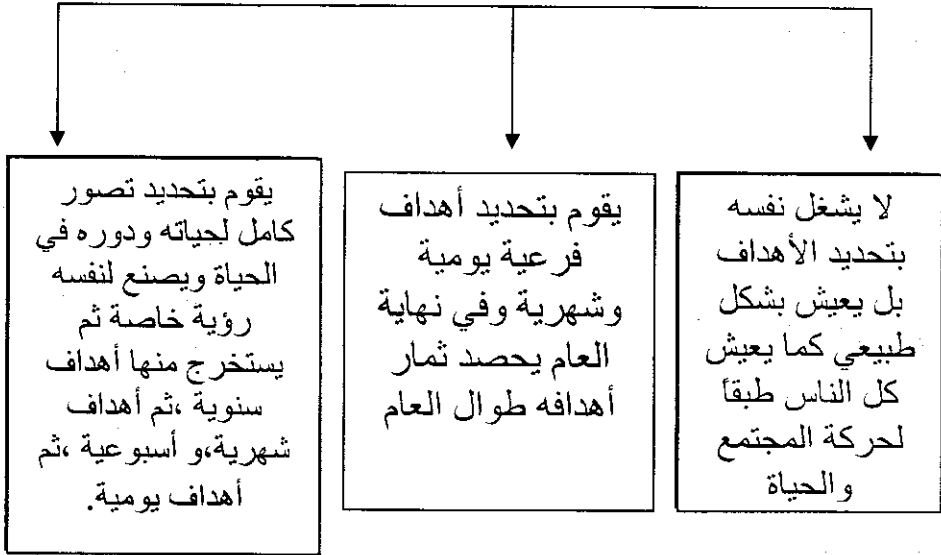 لا يشغل نفسه
بتحديد الأهداف
بل يعيش بشكل
طبيعي كما يعيش
كل الناس طبقاً
لحركة المجتمع
والحياة
يقوم بتحديد أهداف
فرعية يومية
وشهرية وفي نهاية
العام يحصد ثمار
أهدافه طوال العام
يقوم بتحديد تصور
كامل لحياته ودوره في
الحياة ويصنع لنفسه
رؤية خاصة ثم
يستخرج منها أهداف
سنوية ،ثم أهداف
شهرية،و أسبوعية ،ثم
أهداف يومية.